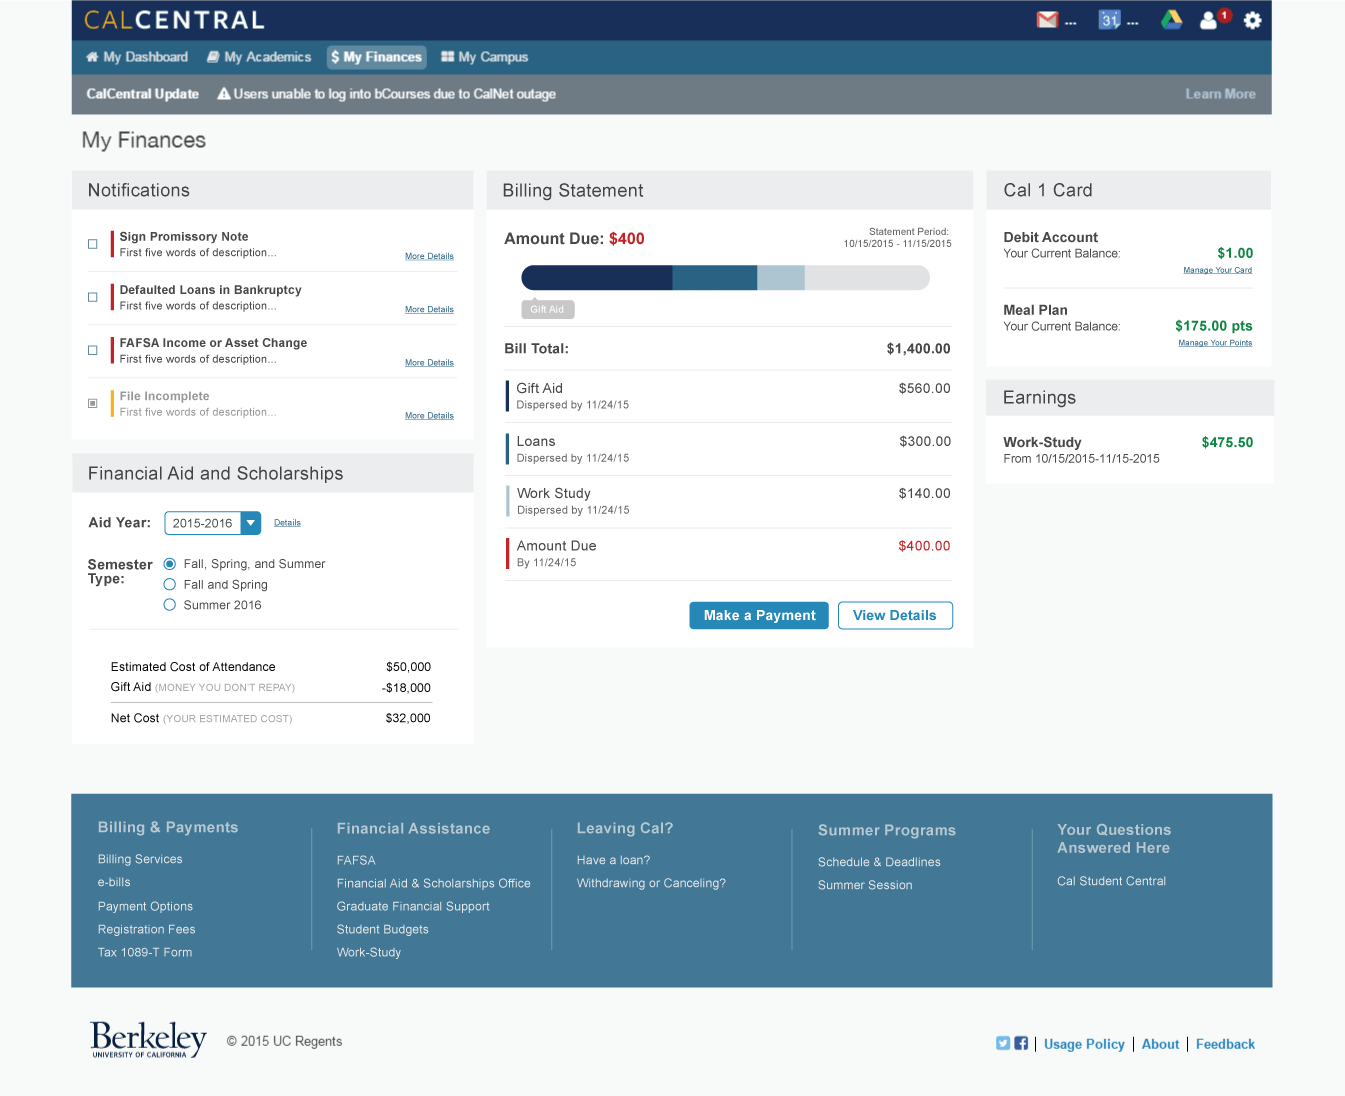 CALCENTRAL
...
31
...
1
My Dashboard
My Academics
$ My Finances
My Campus
CalCentral Update
Users unable to log into bCourses due to CalNet outage
Learn More
My Finances
Notifications
Sign Promissory Note
First five words of description...
More Details
Defaulted Loans in Bankruptcy
First five words of description...
More Details
FAFSA Income or Asset Change
First five words of description...
More Details
File Incomplete
First five words of description...
More Details
Financial Aid and Scholarships
Aid Year:
2015-2016
Details
Semester
Type:
Fall, Spring, and Summer
Fall and Spring
Summer 2016
Estimated Cost of Attendance $50,000
Gift Aid (MONEY YOU DON'T REPAY) -$18,000
Net Cost (YOUR ESTIMATED COST) $32,000
Billing Statement
Amount Due: $400
Statement Period:
10/15/2015 - 11/15/2015
Gift Aid
Bill Total: $1,400.00
Gift Aid $560.00
Dispersed by 11/24/15
Loans $300.00
Dispersed by 11/24/15
Work Study $140.00
Dispersed by 11/24/15
Amount Due $400.00
By 11/24/15
Make a Payment
View Details
Cal 1 Card
Debit Account
Your Current Balance: $1.00
Manage Your Card
Meal Plan
Your Current Balance: $175.00 pts
Manage Your Points
Earnings
Work-Study $475.50
From 10/15/2015-11/15-2015
Billing & Payments
Billing Services
e-bills
Payment Options
Registration Fees
Tax 1089-T Form
Financial Assistance
FAFSA
Financial Aid & Scholarships Office
Graduate Financial Support
Student Budgets
Work-Study
Leaving Cal?
Have a loan?
Withdrawing or Canceling?
Summer Programs
Schedule & Deadlines
Summer Session
Your Questions
Answered Here
Cal Student Central
Berkeley
UNIVERSITY OF CALIFORNIA
© 2015 UC Regents
Usage Policy | About | Feedback